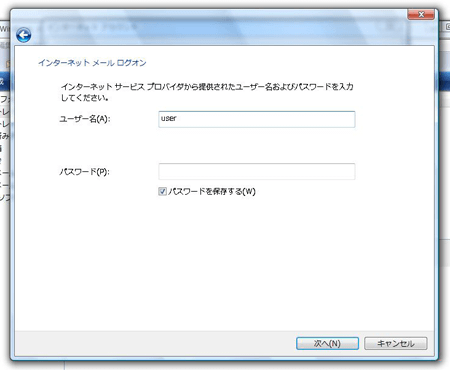 インターネット メール ログオン
インターネット サービス プロバイダから提供されたユーザー名およびパスワードを入力
してください。
ユーザー名(A):
user
パスワード(P):
パスワードを保存する(W)
次へ(N)
キャンセル